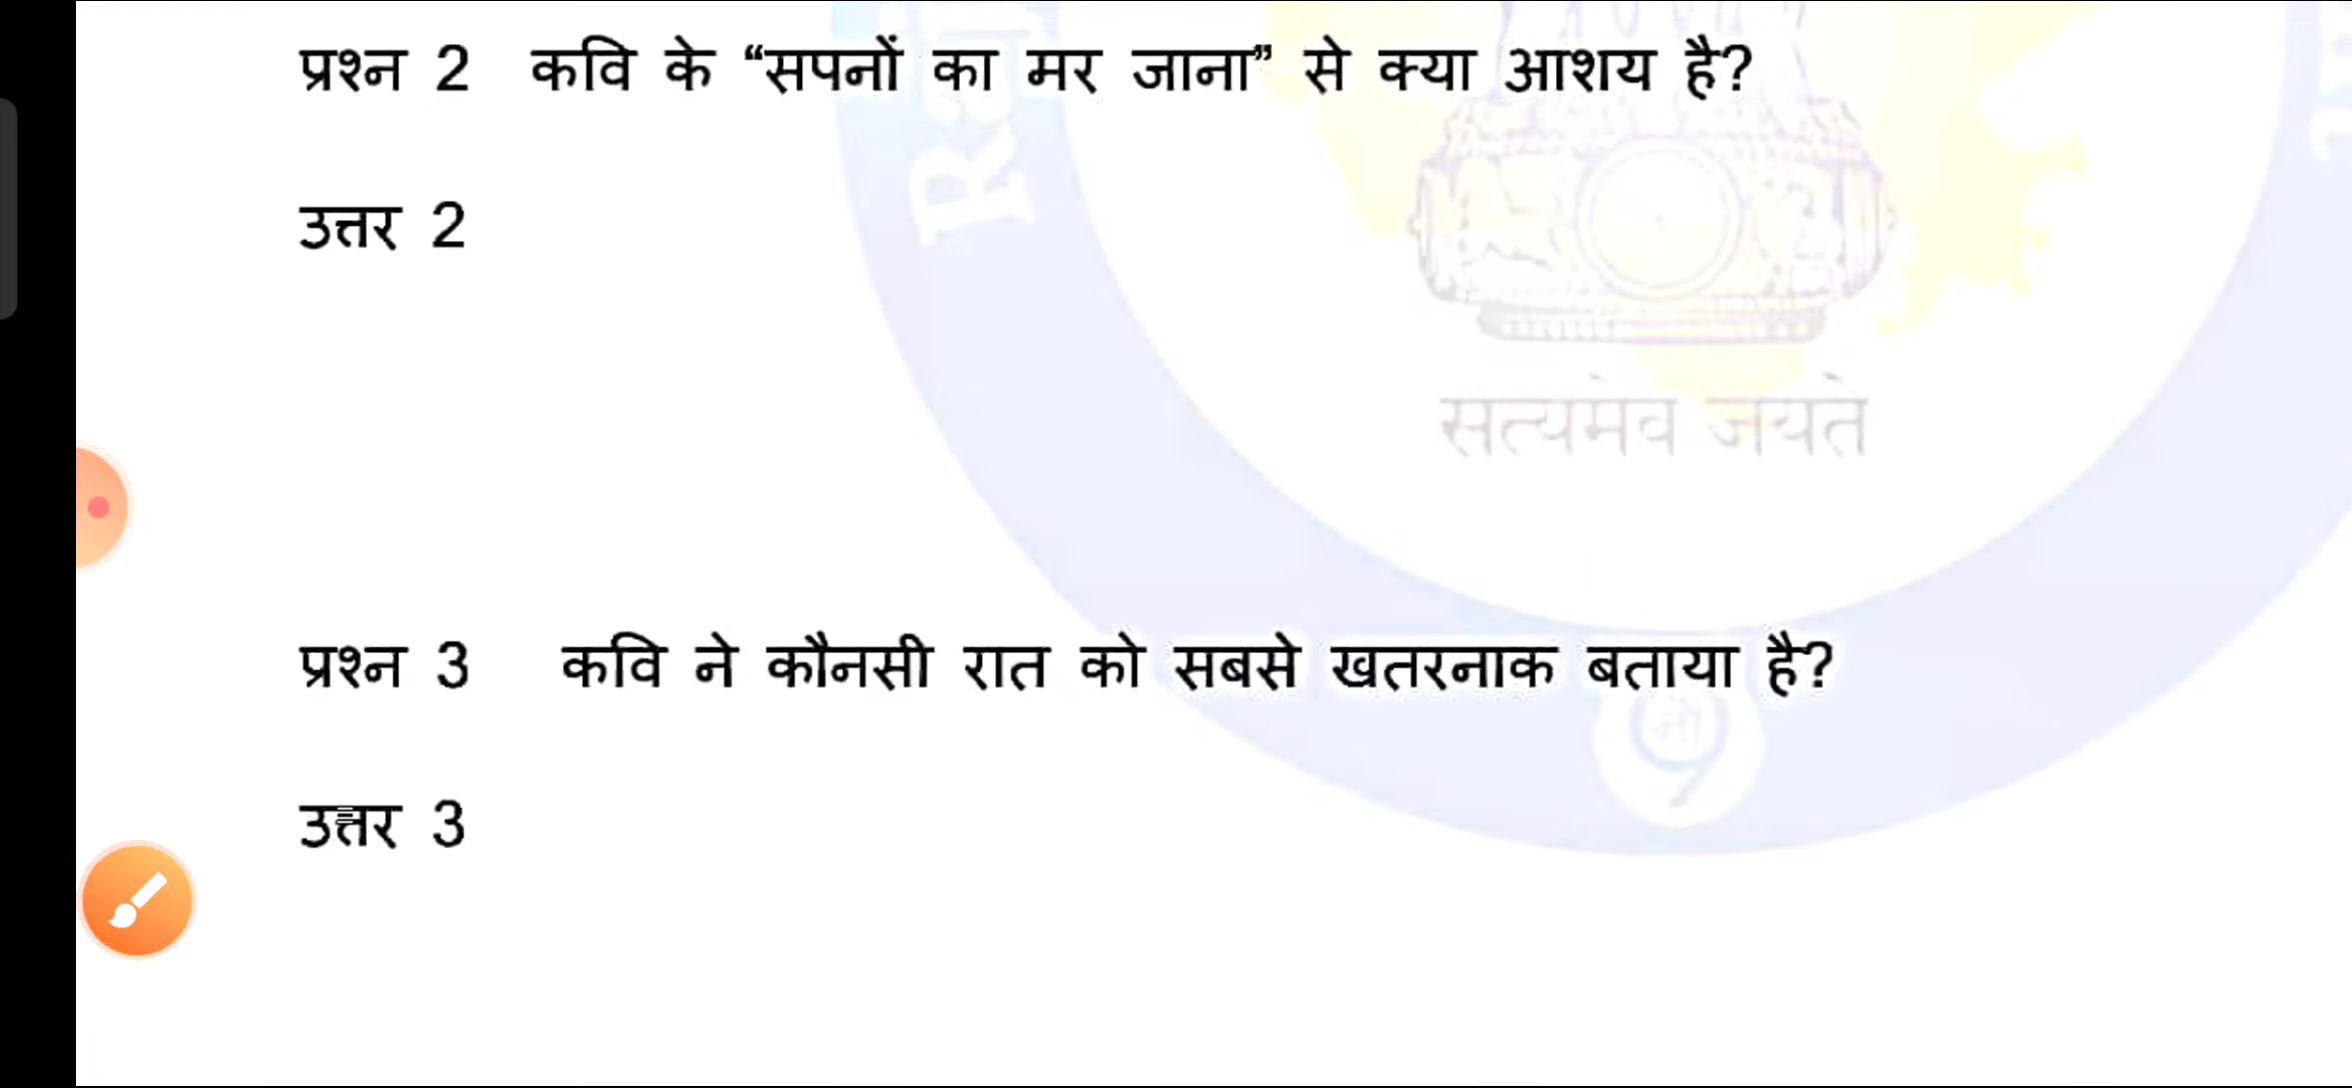 प्रश्न 2 कवि के “सपनों का मर जाना” से क्या आशय है?
उत्तर 2
सत्यमेव जयते
प्रश्न 3 कवि ने कौनसी रात को सबसे खतरनाक बताया है?
उत्तर 3